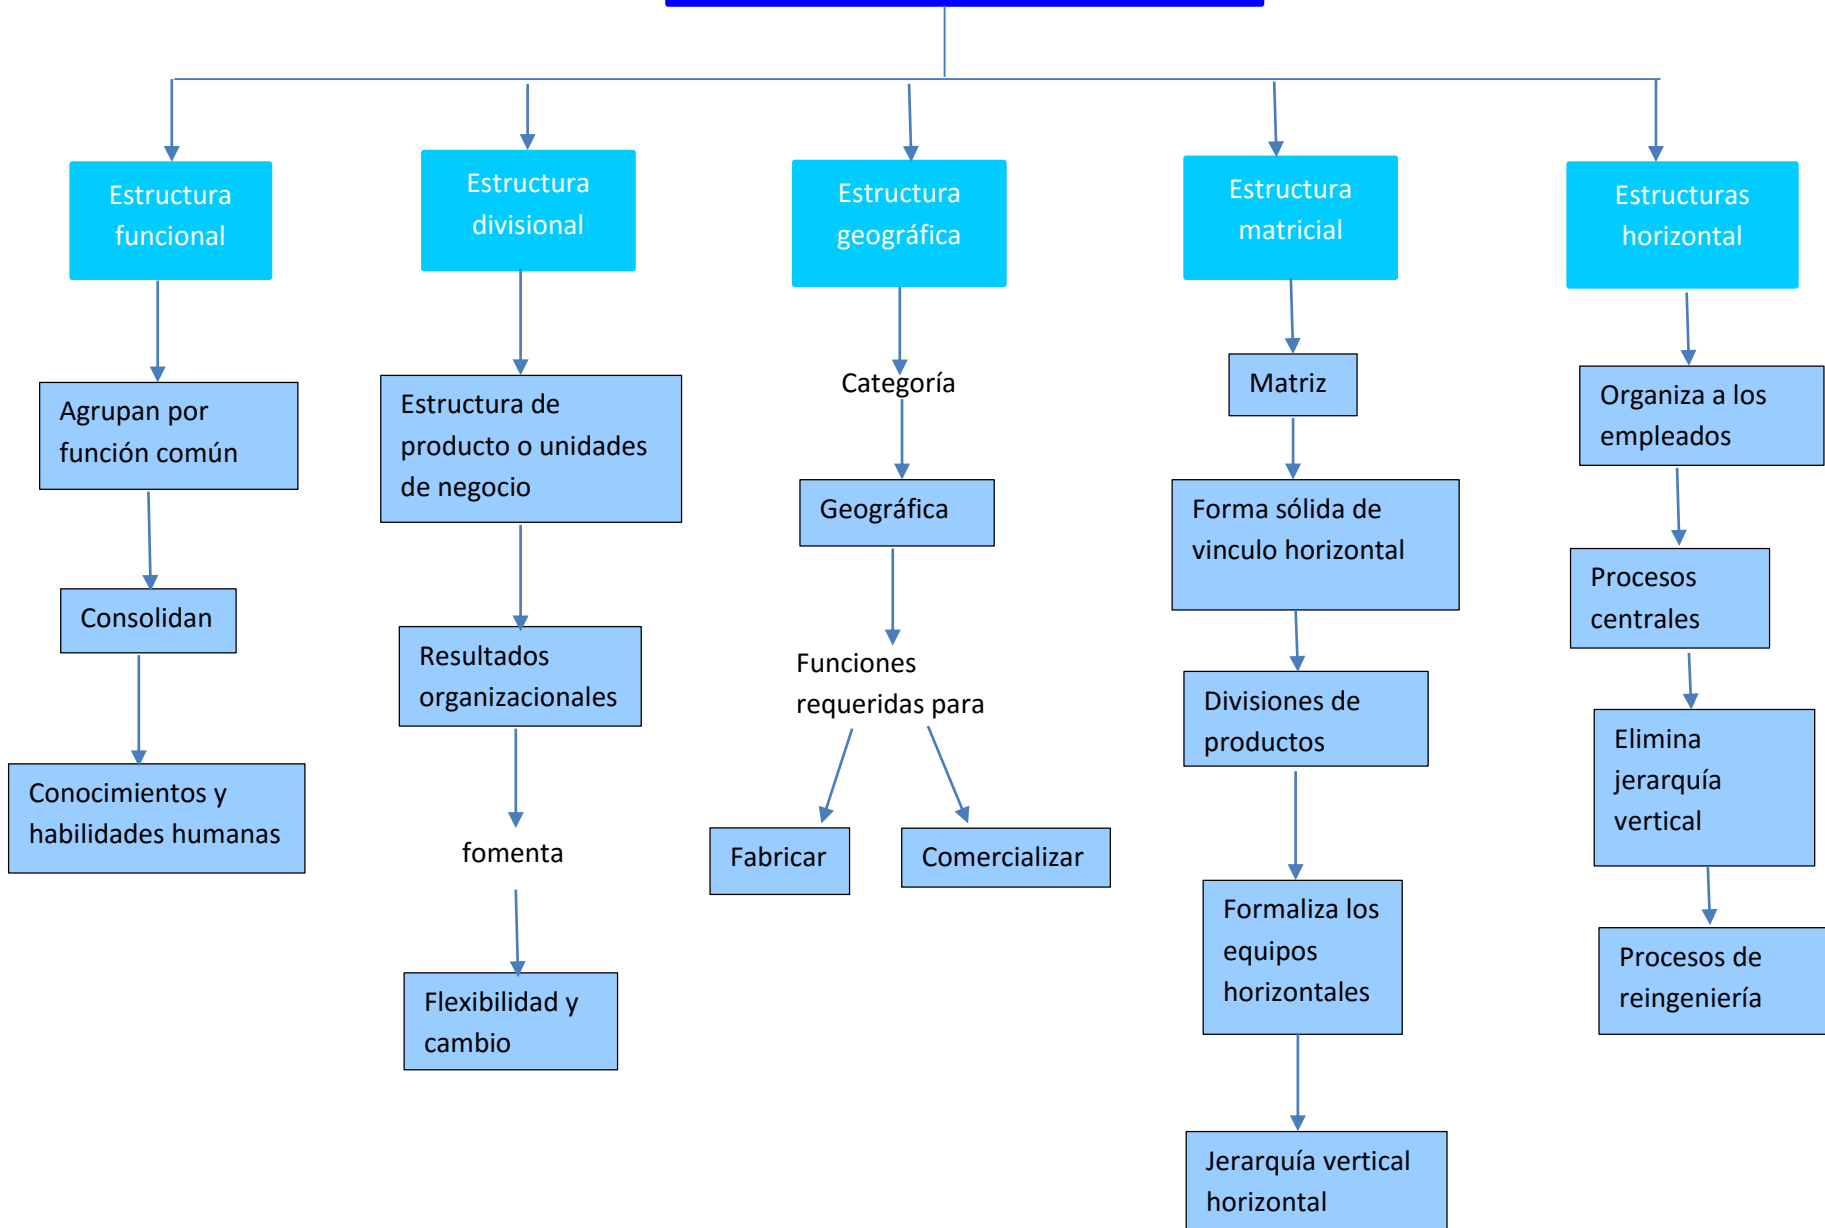 Estructura
funcional
Agrupan por
función común
Consolidan
Conocimientos y
habilidades humanas
Estructura
divisional
Estructura de
producto o unidades
de negocio
Resultados
organizacionales
fomenta
Flexibilidad y
cambio
Estructura
geográfica
Categoría
Geográfica
Funciones
requeridas para
Fabricar
Comercializar
Estructura
matricial
Matriz
Forma sólida de
vinculo horizontal
Divisiones de
productos
Formaliza los
equipos
horizontales
Jerarquía vertical
horizontal
Estructuras
horizontal
Organiza a los
empleados
Procesos
centrales
Elimina
jerarquía
vertical
Procesos de
reingeniería